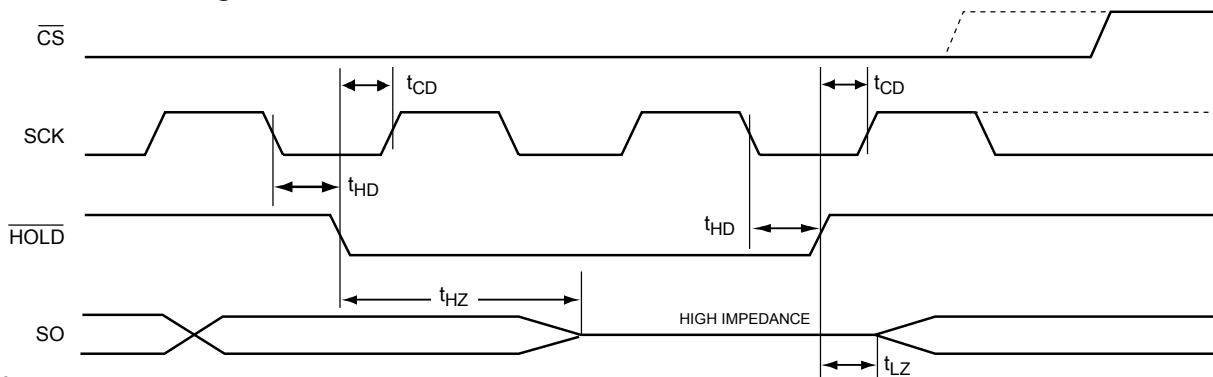 CS
tCD
tCD
SCK
tHD
HOLD
tHD
tHZ
HIGH IMPEDANCE
SO
tLZ